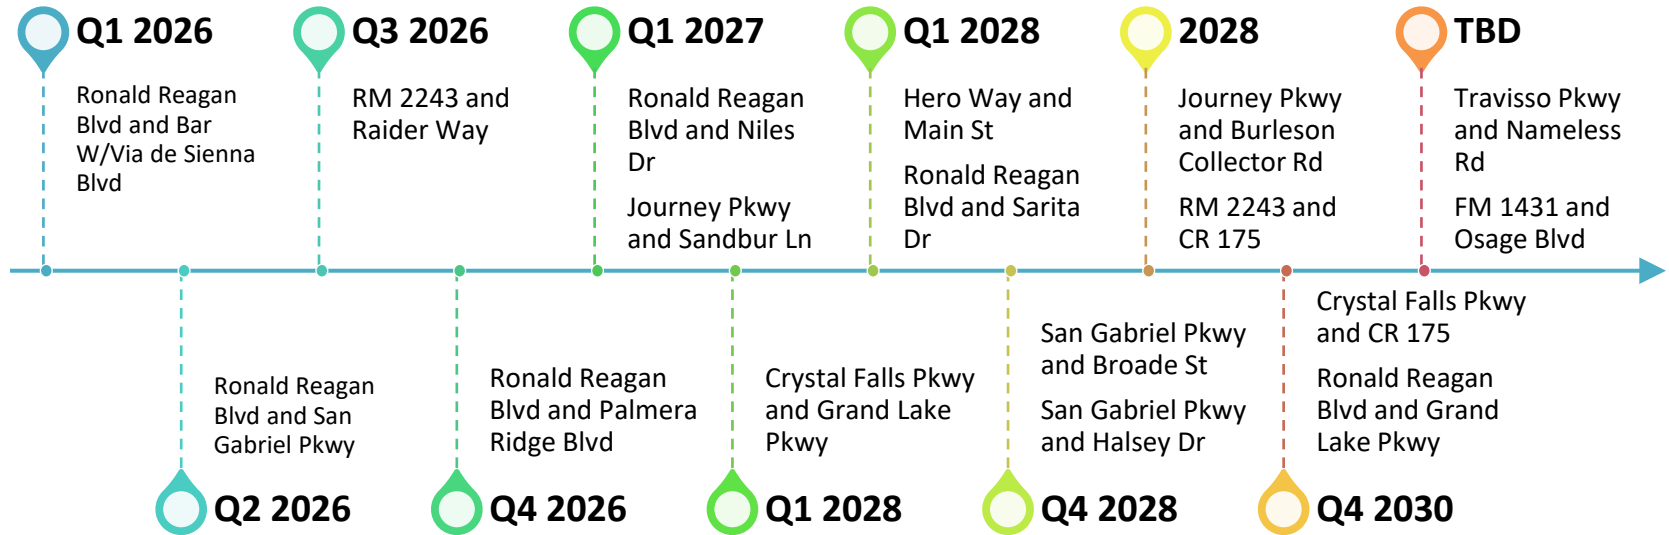 Q1 2026
Ronald Reagan
Blvd and Bar
W/Via de Sienna
Blvd
Q3 2026
RM 2243 and
Raider Way
Q1 2027
Ronald Reagan
Blvd and Niles
Dr
Journey Pkwy
and Sandbur Ln
Q1 2028
Hero Way and
Main St
Ronald Reagan
Blvd and Sarita
Dr
2028
Journey Pkwy
and Burleson
Collector Rd
RM 2243 and
CR 175
TBD
Travisso Pkwy
and Nameless
Rd
FM 1431 and
Osage Blvd
Ronald Reagan
Blvd and San
Gabriel Pkwy
Q2 2026
Ronald Reagan
Blvd and Palmera
Ridge Blvd
Q4 2026
Crystal Falls Pkwy
and Grand Lake
Pkwy
Q1 2028
San Gabriel Pkwy
and Broade St
San Gabriel Pkwy
and Halsey Dr
Q4 2028
Crystal Falls Pkwy
and CR 175
Ronald Reagan
Blvd and Grand
Lake Pkwy
Q4 2030